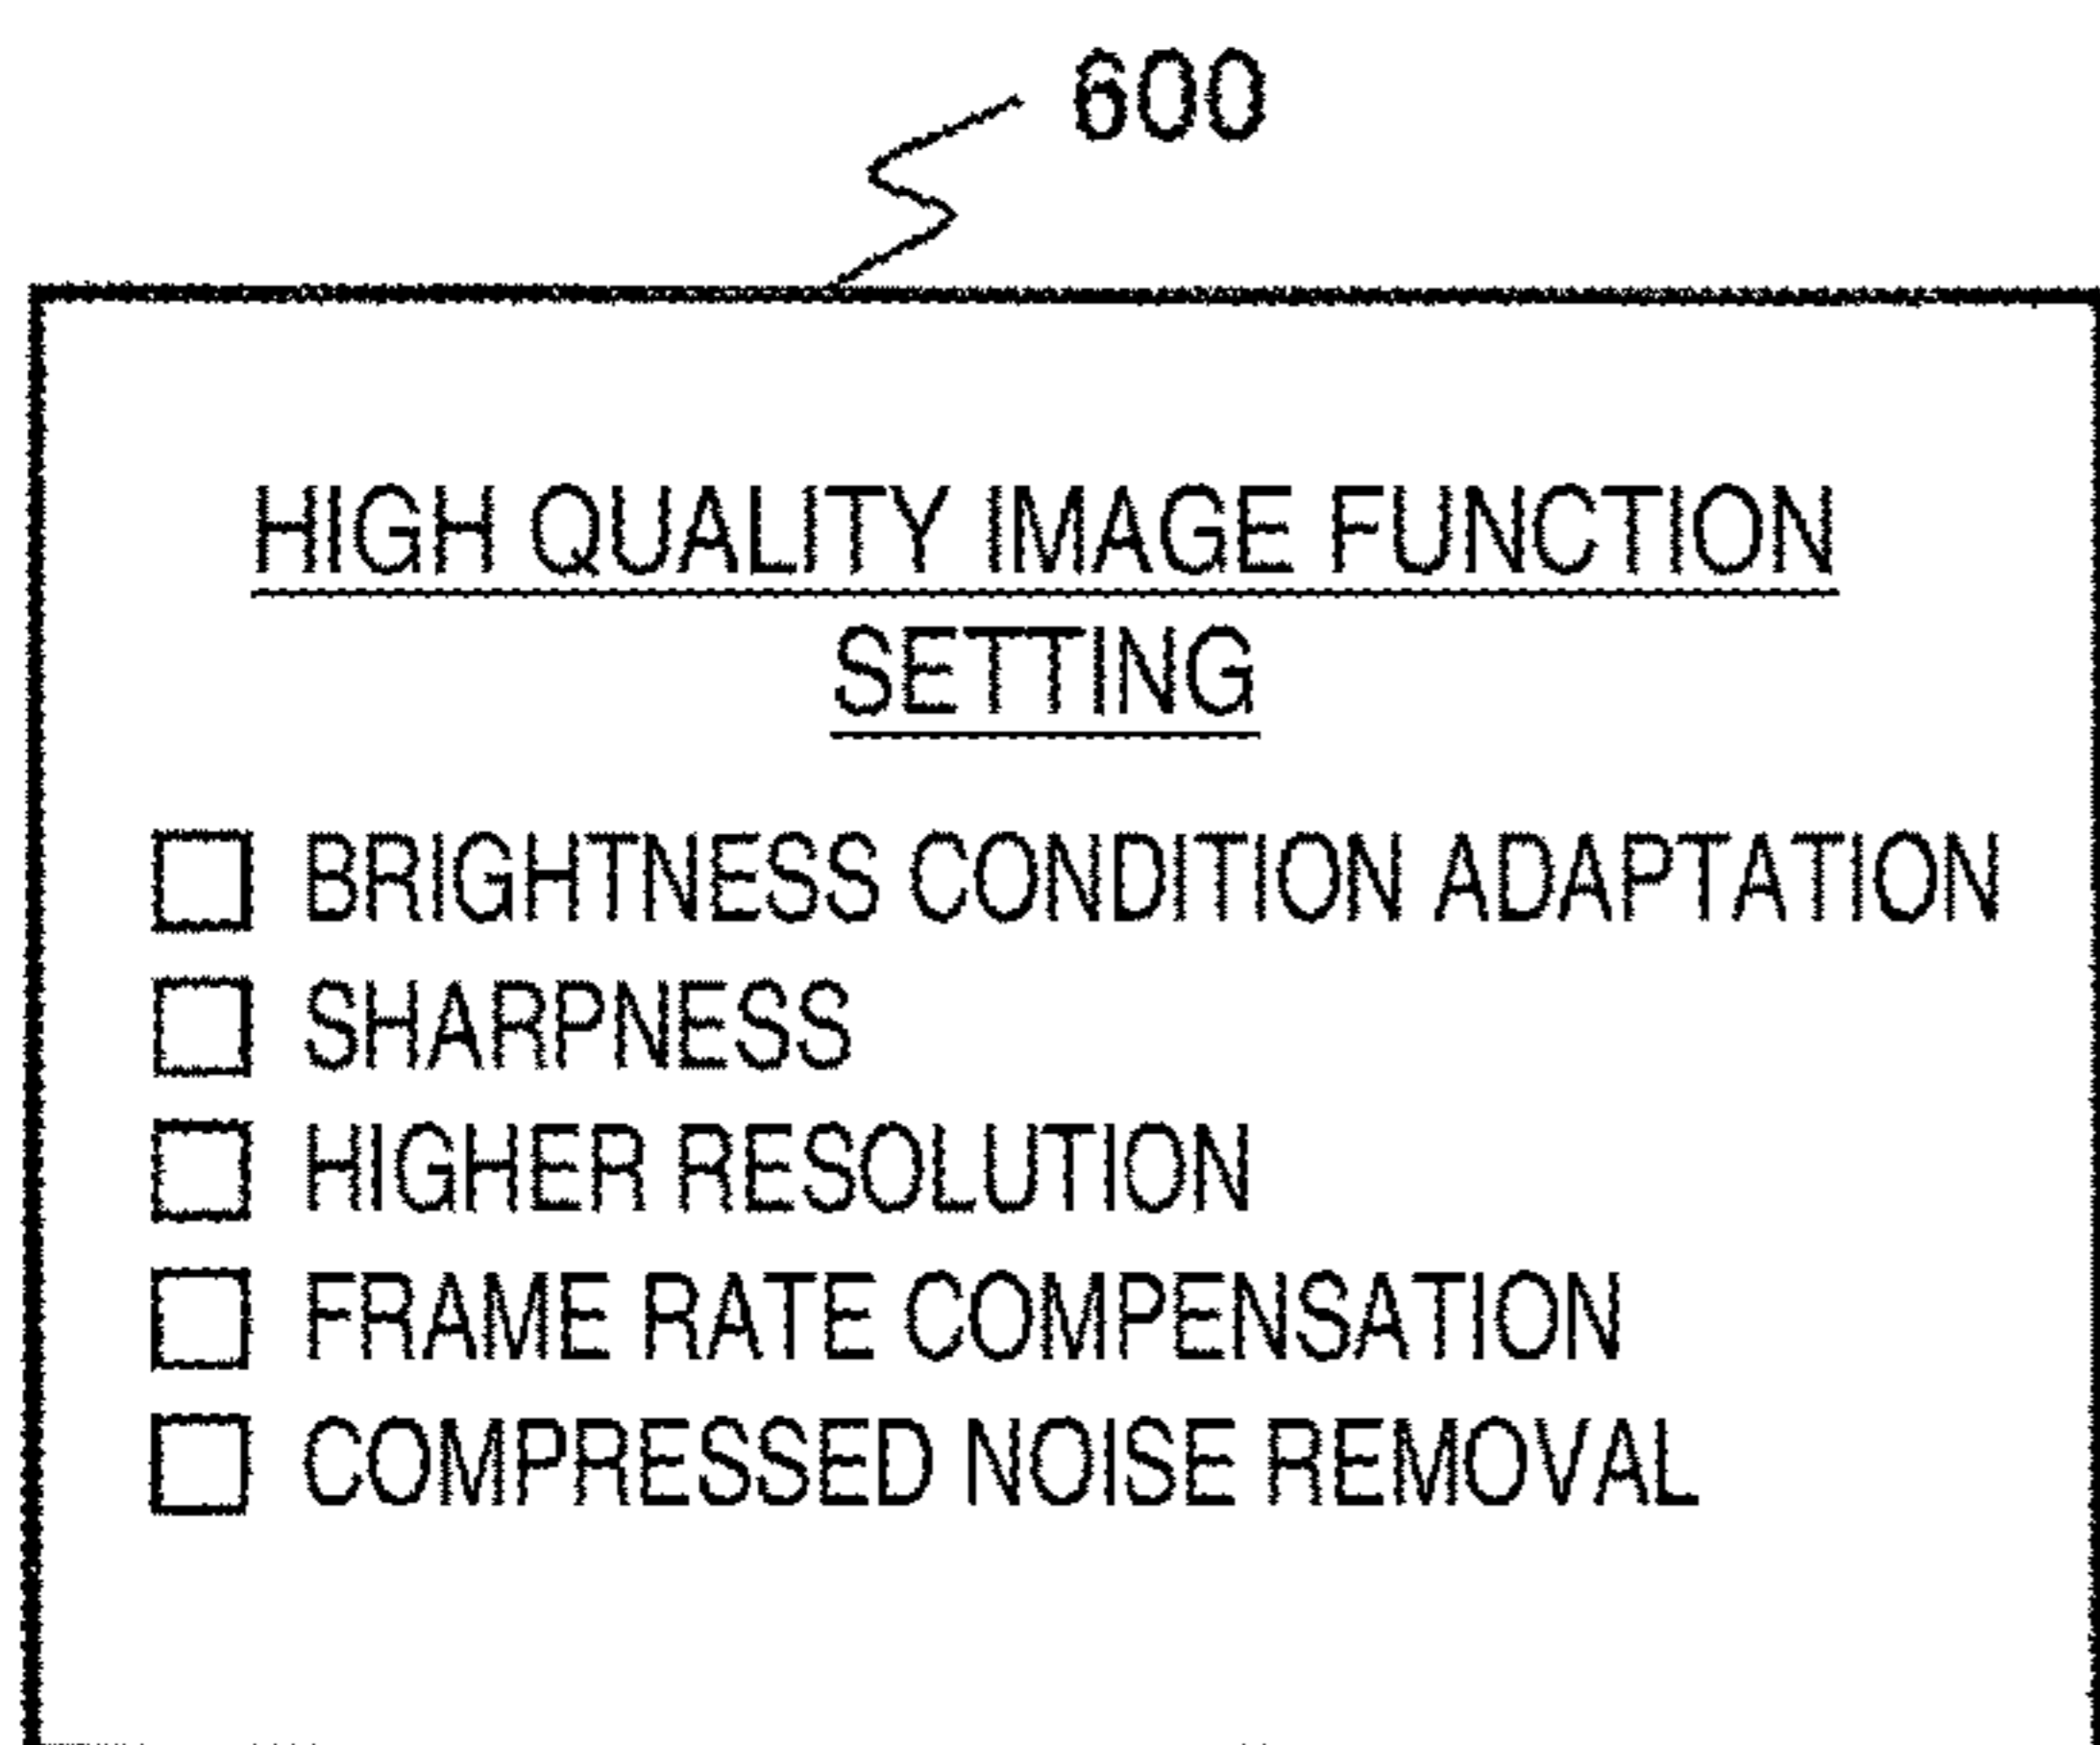 600
HIGH QUALITY IMAGE FUNCTION
SETTING
BRIGHTNESS CONDITION ADAPTATION
SHARPNESS
HIGHER RESOLUTION
FRAME RATE COMPENSATION
COMPRESSED NOISE REMOVAL